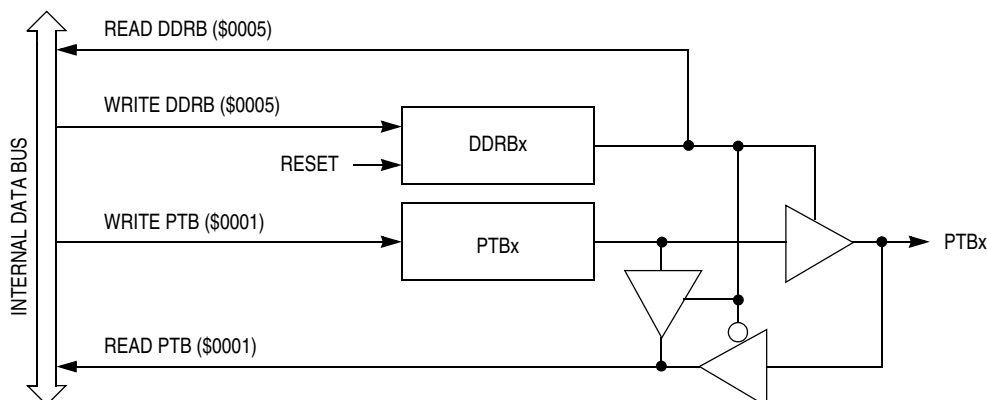 READ DDRB ($0005)
WRITE DDRB ($0005)
DDRBx
RESET
INTERNAL DATA BUS
WRITE PTB ($0001)
PTBx
PTBx
READ PTB ($0001)